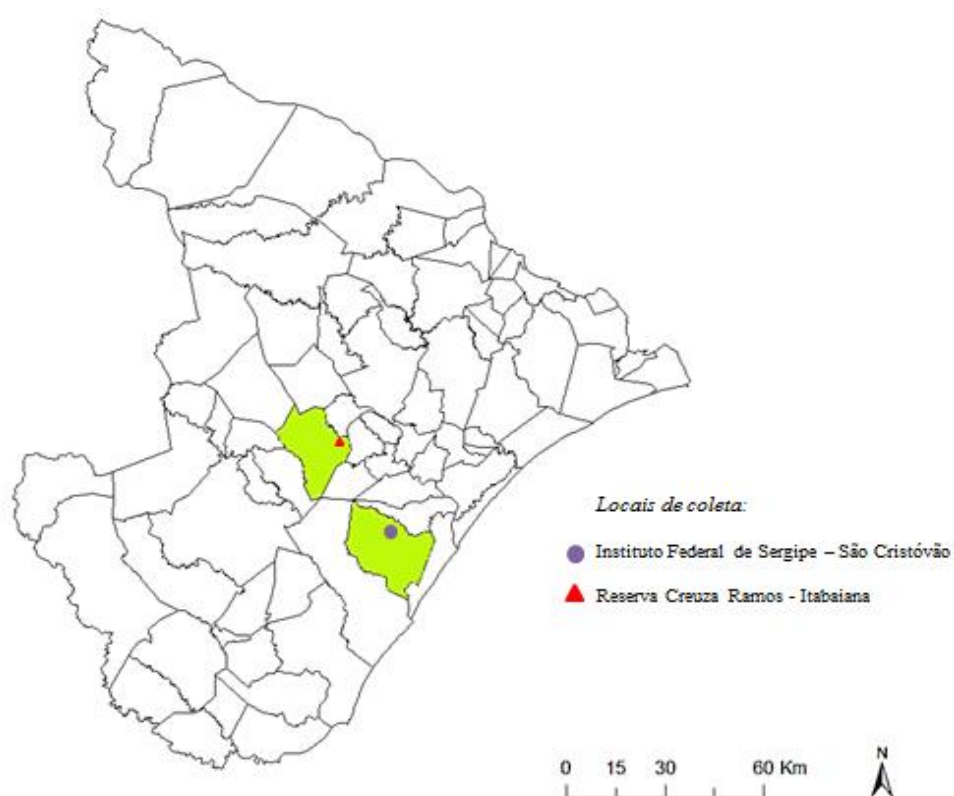 Locais de coleta:
Instituto Federal de Sergipe – São Cristóvão
Reserva Creuza Ramos - Itabaiana
0 15 30 60 Km
N